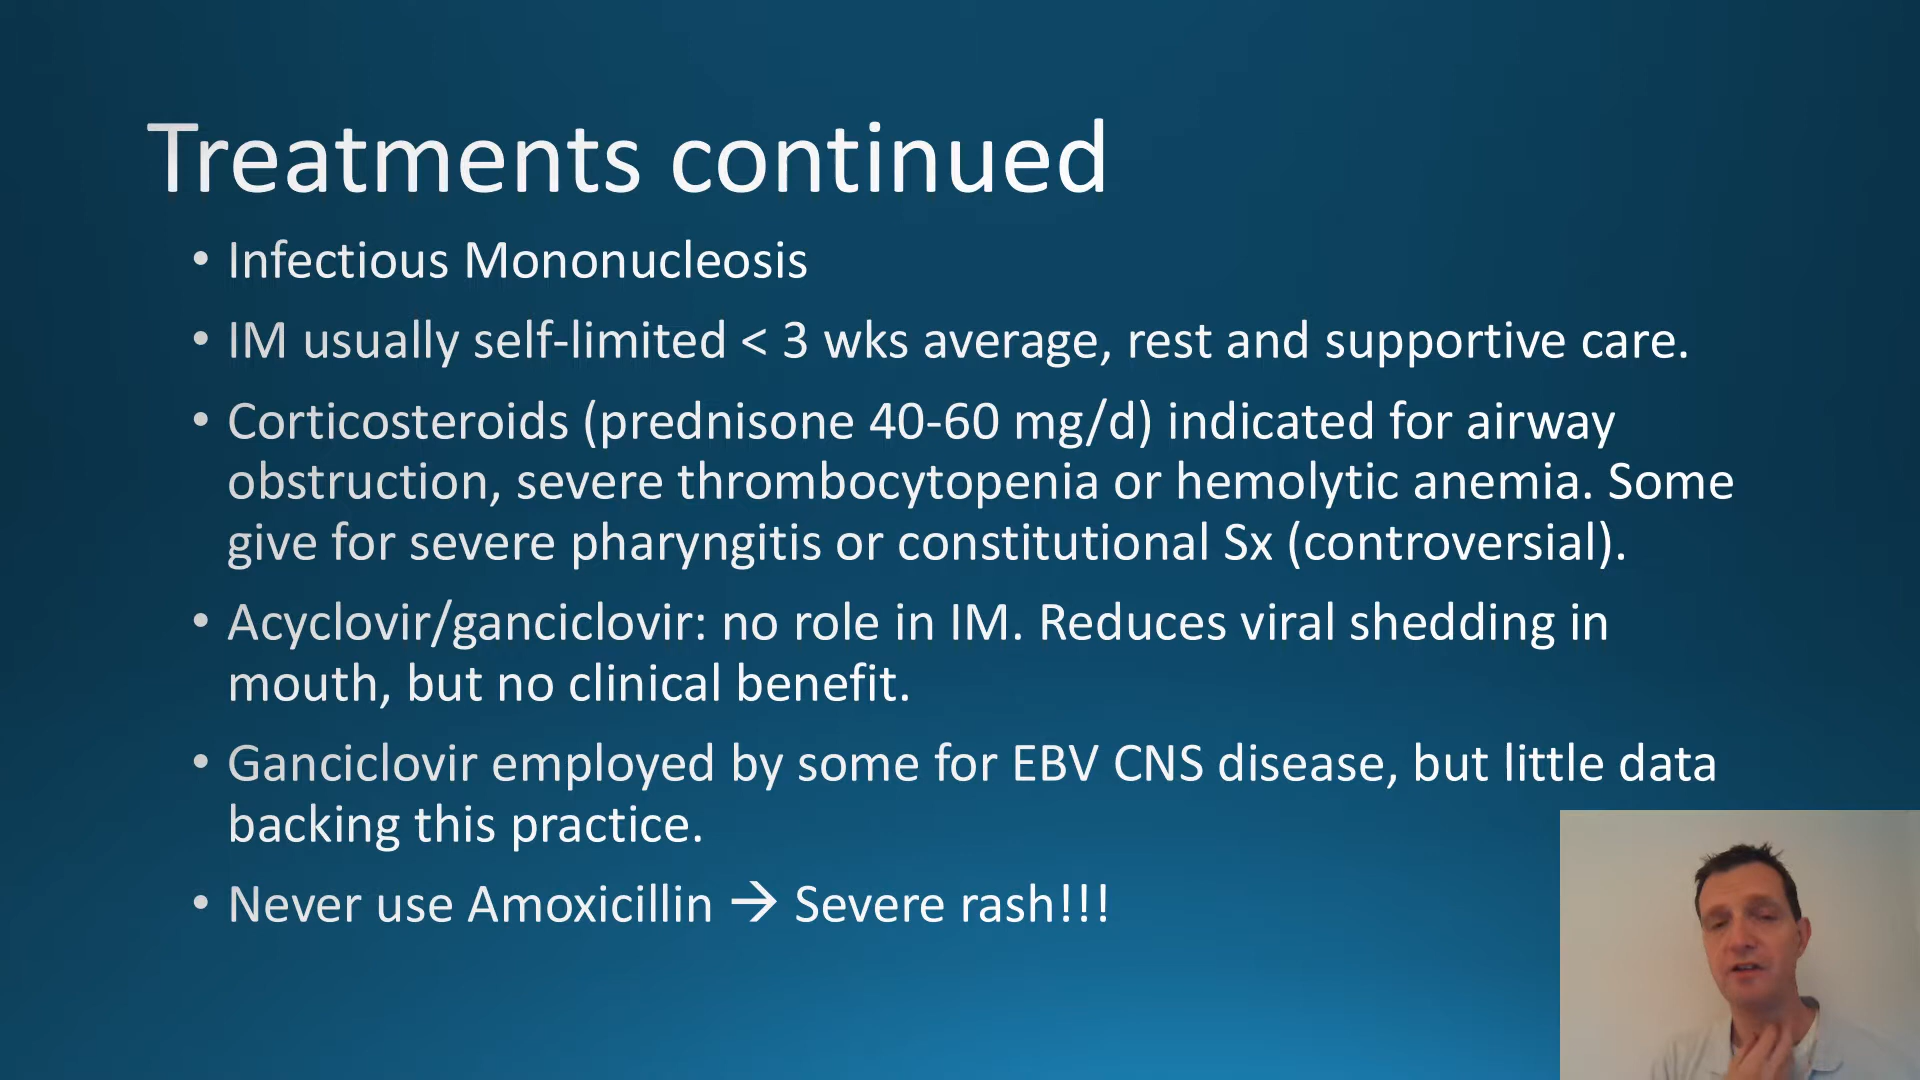 Treatments continued
• Infectious Mononucleosis
• IM usually self-limited < 3 wks average, rest and supportive care.
• Corticosteroids (prednisone 40-60 mg/d) indicated for airway
obstruction, severe thrombocytopenia or hemolytic anemia. Some
give for severe pharyngitis or constitutional Sx (controversial).
• Acyclovir/ganciclovir: no role in IM. Reduces viral shedding in
mouth, but no clinical benefit.
• Ganciclovir employed by some for EBV CNS disease, but little data
backing this practice.
• Never use Amoxicillin → Severe rash!!!